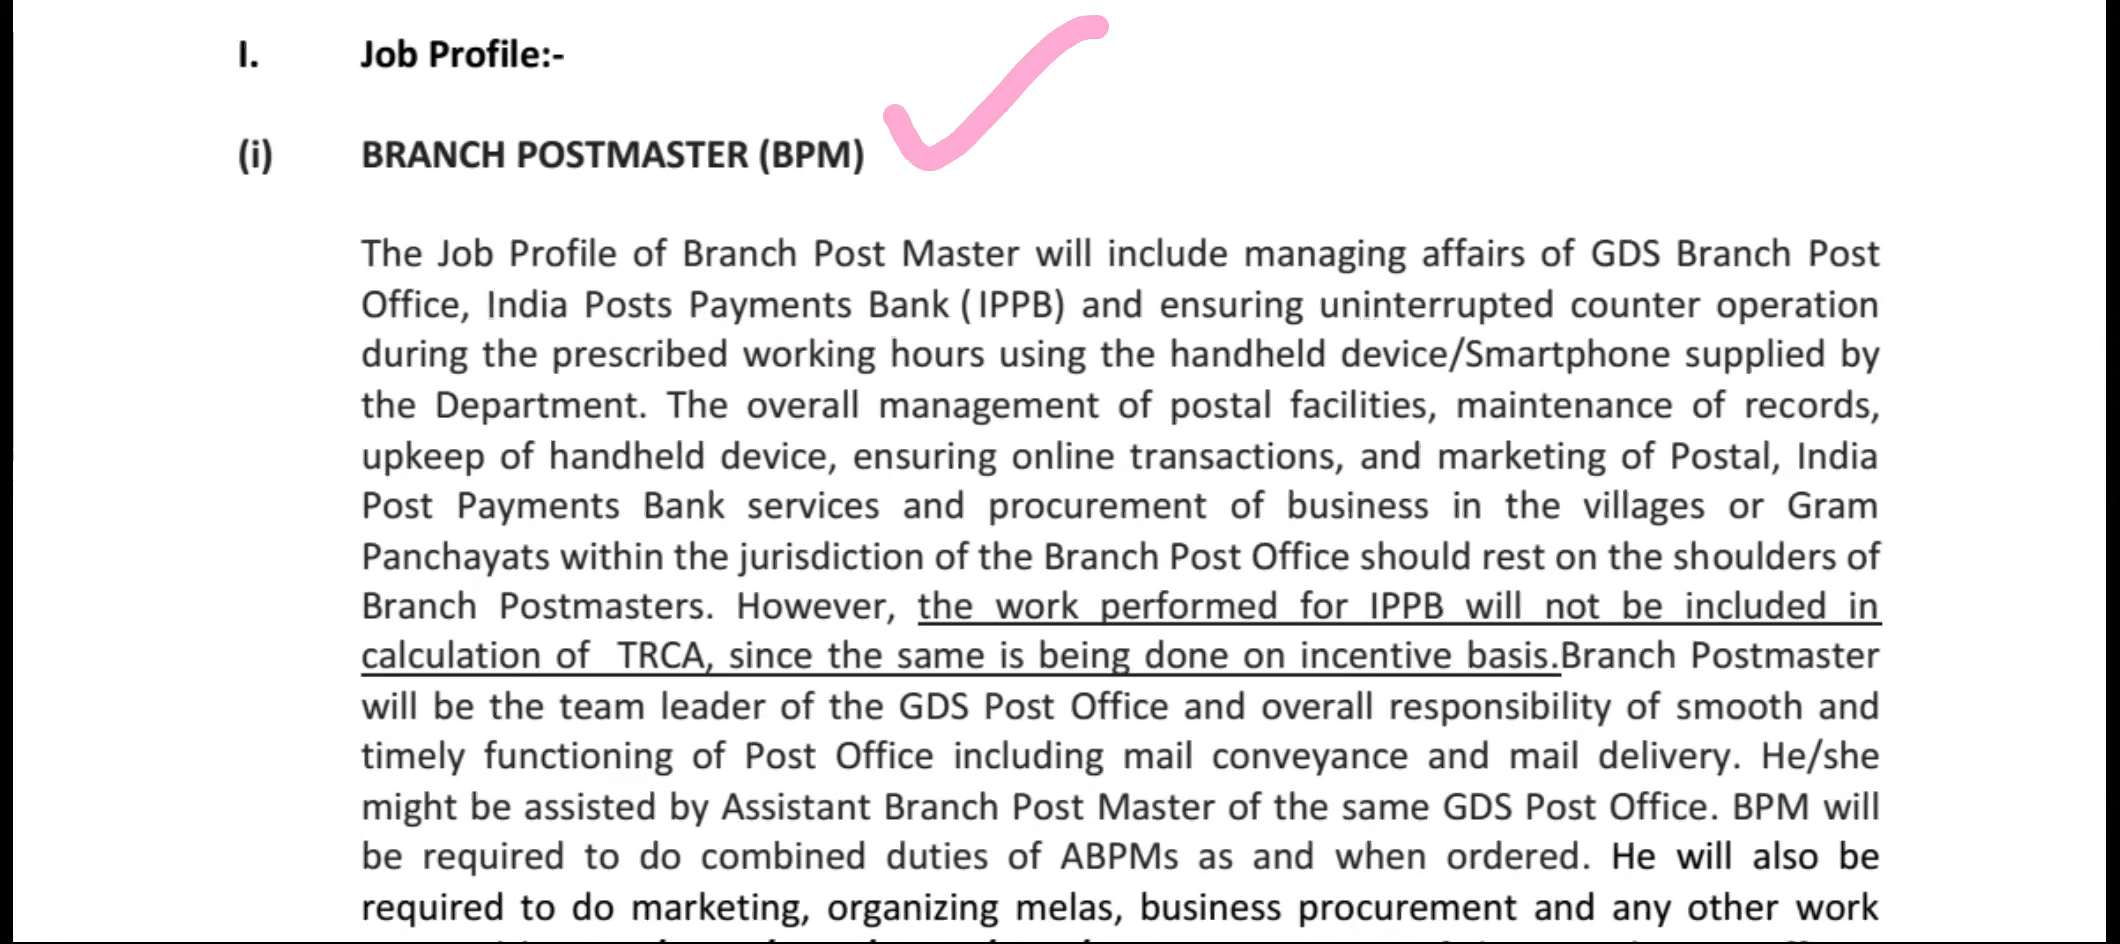 I. Job Profile:-
(i) BRANCH POSTMASTER (BPM)
The Job Profile of Branch Post Master will include managing affairs of GDS Branch Post
Office, India Posts Payments Bank (IPPB) and ensuring uninterrupted counter operation
during the prescribed working hours using the handheld device/Smartphone supplied by
the Department. The overall management of postal facilities, maintenance of records,
upkeep of handheld device, ensuring online transactions, and marketing of Postal, India
Post Payments Bank services and procurement of business in the villages or Gram
Panchayats within the jurisdiction of the Branch Post Office should rest on the shoulders of
Branch Postmasters. However, the work performed for IPPB will not be included in
calculation of TRCA, since the same is being done on incentive basis.Branch Postmaster
will be the team leader of the GDS Post Office and overall responsibility of smooth and
timely functioning of Post Office including mail conveyance and mail delivery. He/she
might be assisted by Assistant Branch Post Master of the same GDS Post Office. BPM will
be required to do combined duties of ABPMs as and when ordered. He will also be
required to do marketing, organizing melas, business procurement and any other work